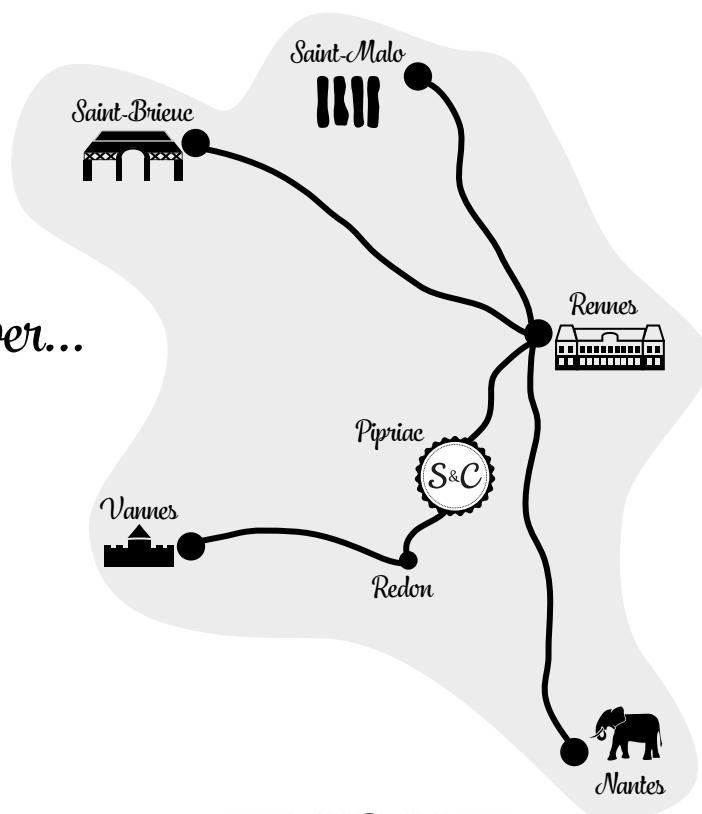 Saint-Malo
Saint-Brieuc
Rennes
Pipriac
S&C
Vannes
Redon
Nantes